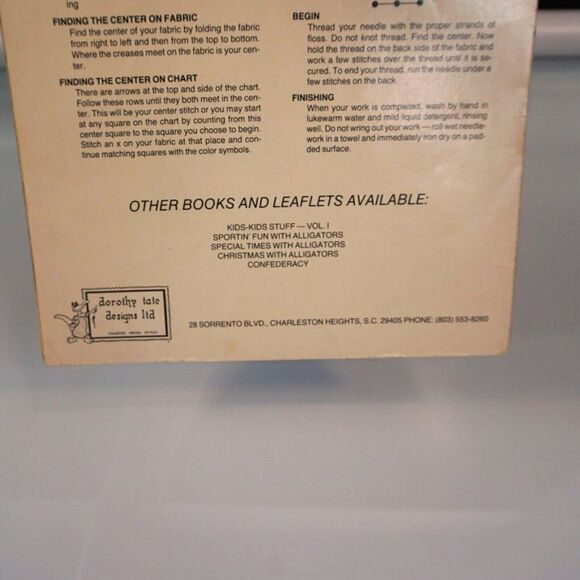 ing
FINDING THE CENTER ON FABRIC
Find the center of your fabric by folding the fabric
from right to left and then from the top to bottom.
Where the creases meet on the fabric is your cen-
ter.
FINDING THE CENTER ON CHART
There are arrows at the top and side of the chart.
Follow these rows until they both meet in the cen-
ter. This will be your center stitch or you may start
at any square on the chart by counting from this
center square to the square you choose to begin.
Stitch an x on your fabric at that place and con-
tinue matching squares with the color symbols.
BEGIN
Thread your needle with the proper strands of
floss. Do not knot thread. Find the center. Now
hold the thread on the back side of the fabric and
work a few stitches over the thread until it is se-
cured. To end your thread, run the needle under a
few stitches on the back.
FINISHING
When your work is completed, wash by hand in
lukewarm water and mild liquid detergent, rinsing
well. Do not wring out your work — roll wet needle-
work in a towel and immediately iron dry on a pad-
ded surface.
OTHER BOOKS AND LEAFLETS AVAILABLE:
KIDS-KIDS STUFF — VOL. I
SPORTIN' FUN WITH ALLIGATORS
SPECIAL TIMES WITH ALLIGATORS
CHRISTMAS WITH ALLIGATORS
CONFEDERACY
dorothy tate
designs ltd
COUNTED CROSS STITCH
28 SORRENTO BLVD., CHARLESTON HEIGHTS, S.C. 29405 PHONE: (803) 553-8260